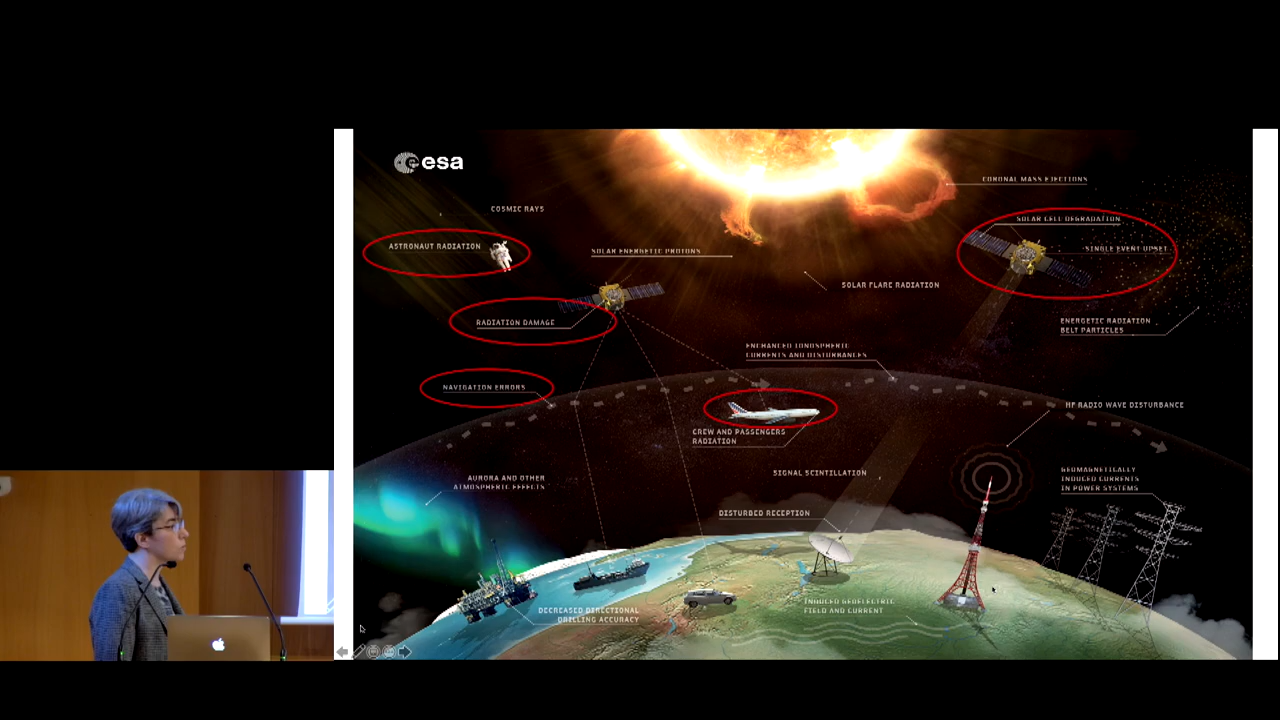 esa
CORONAL MASS EJECTIONS
COSMIC RAYS
SOLAR CELL DEGRADATION
ASTRONAUT RADIATION
SOLAR ENERGETIC PROTONS
SINGLE EVENT UPSET
SOLAR FLARE RADIATION
RADIATION DAMAGE
ENERGETIC RADIATION
BELT PARTICLES
ENCHANCED IONOSPHERIC
CURRENTS AND DISTURBANCES
NAVIGATION ERRORS
HF RADIO WAVE DISTURBANCE
CREW AND PASSENGERS
RADIATION
SIGNAL SCINTILLATION
GEOMAGNETICALLY
INDUCED CURRENTS
IN POWER SYSTEMS
AURORA AND OTHER
ATMOSPHERIC EFFECTS
DISTURBED RECEPTION
INDUCED GEOELECTRIC
FIELD AND CURRENT
DECREASED DIRECTIONAL
DRILLING ACCURACY